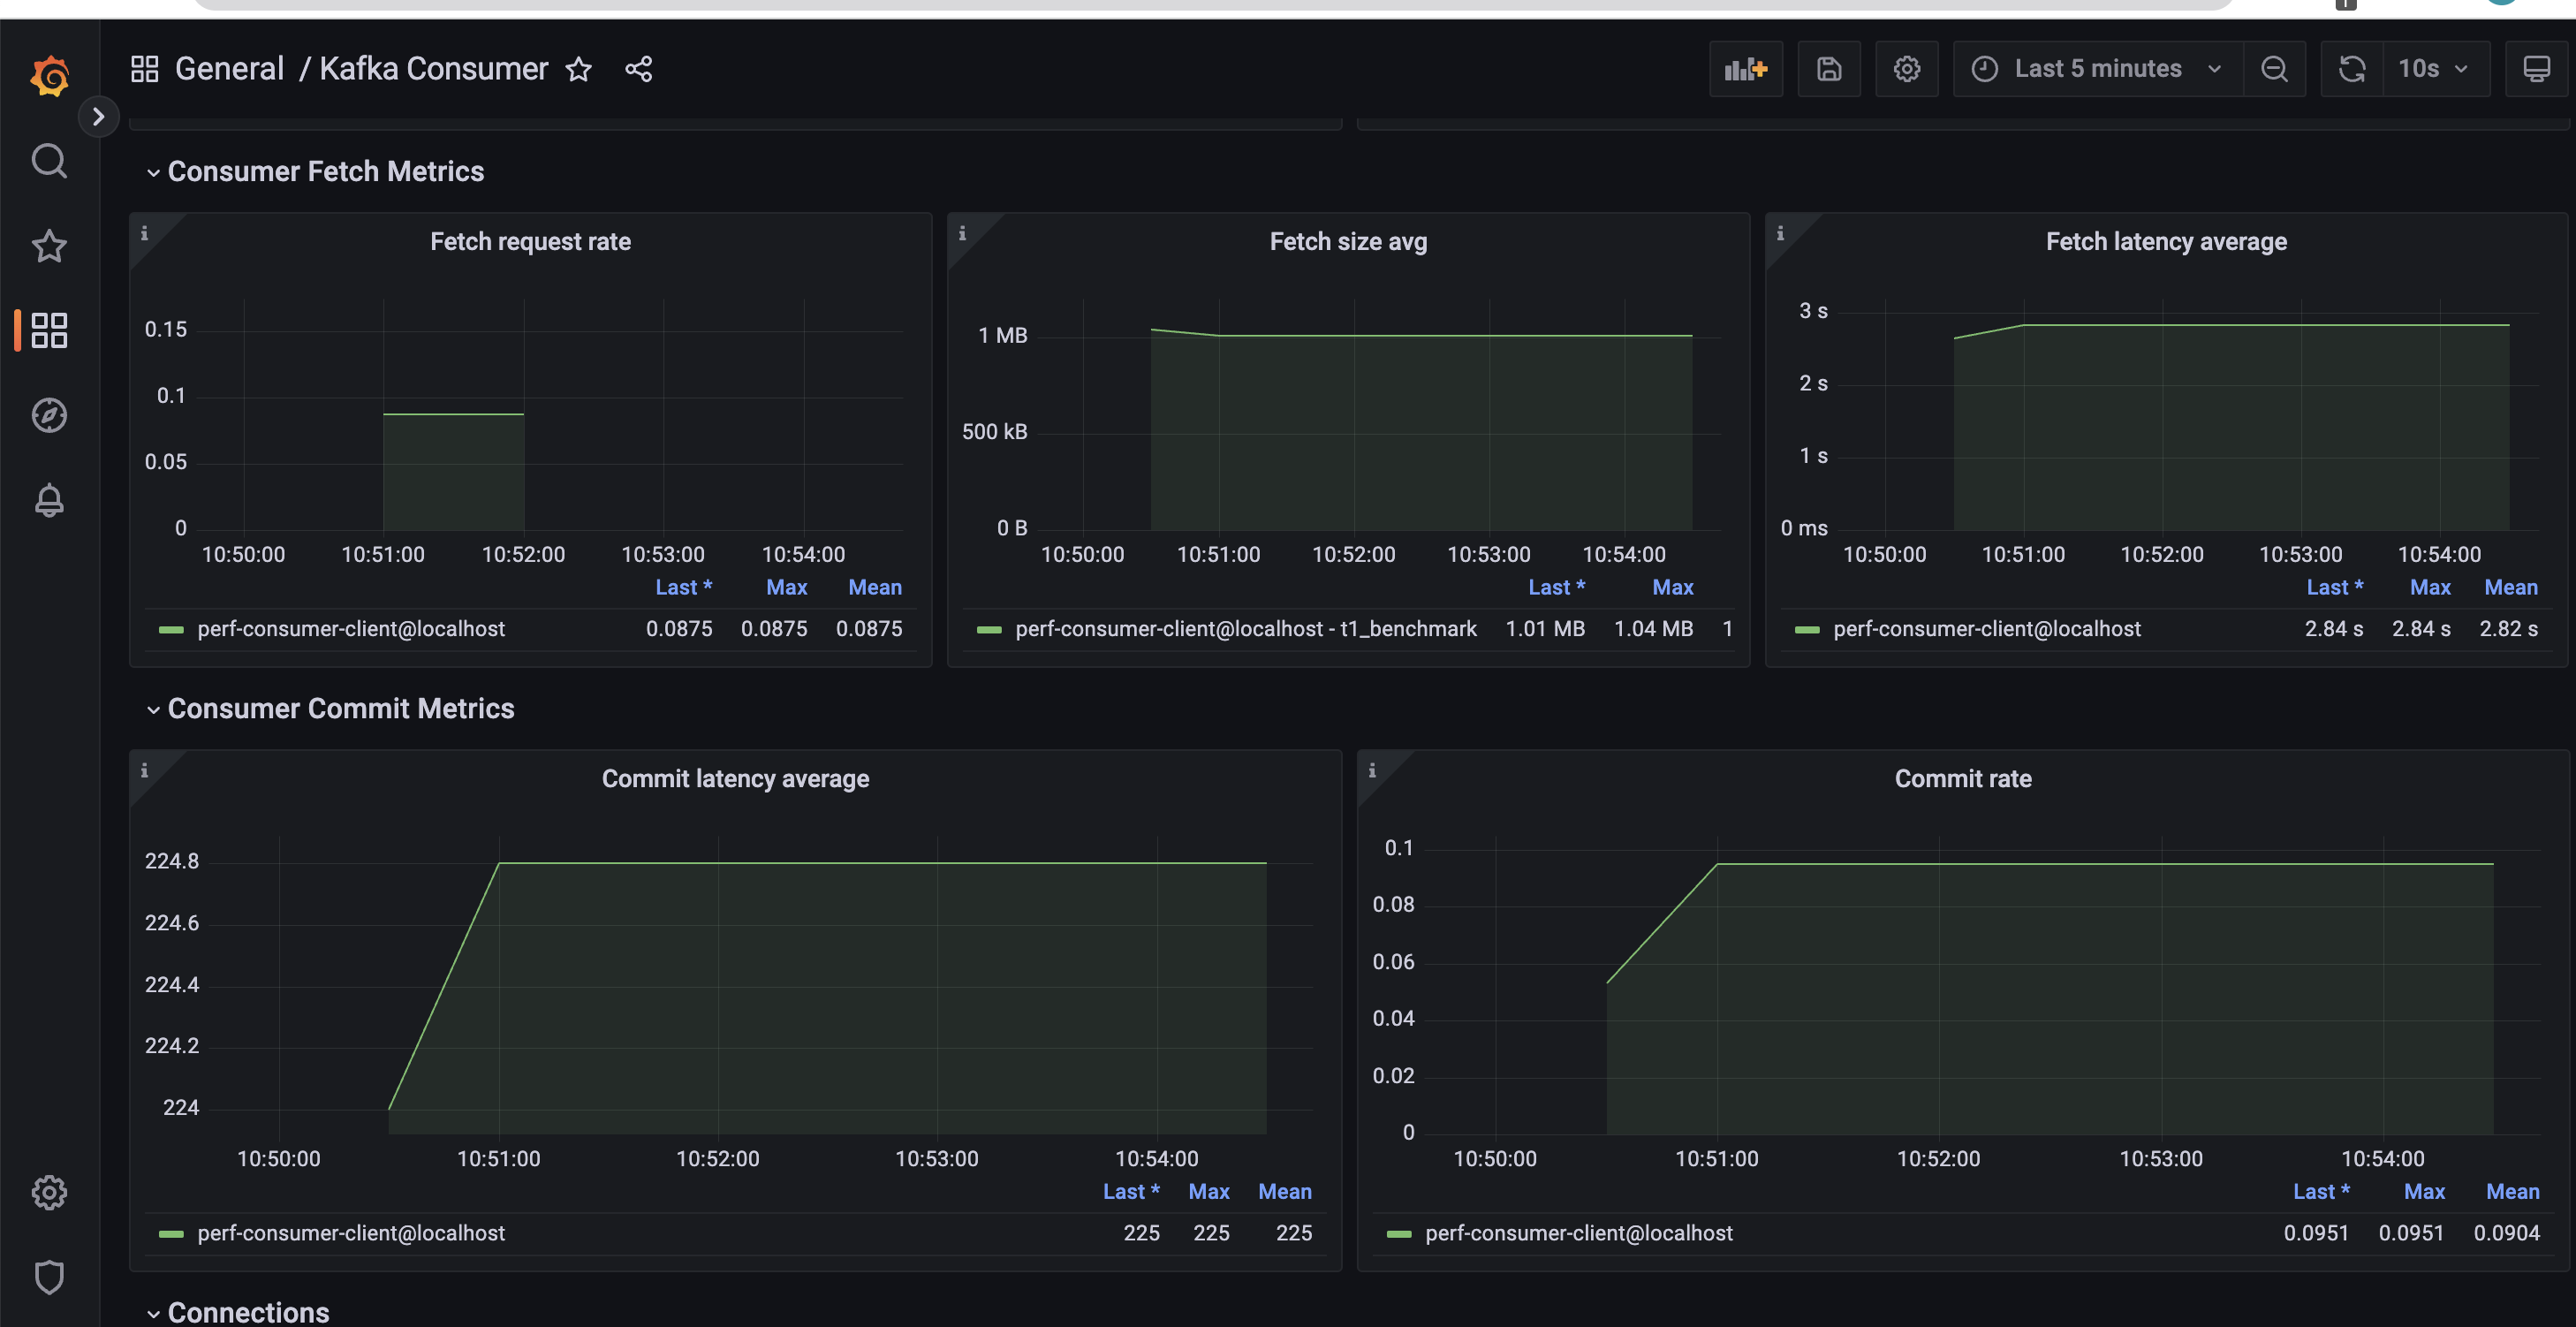 General / Kafka Consumer
Last 5 minutes
10s
Consumer Fetch Metrics
Fetch request rate
0.15
0.1
0.05
0
10:50:00 10:51:00 10:52:00 10:53:00 10:54:00
Last * Max Mean
perf-consumer-client@localhost 0.0875 0.0875 0.0875
Fetch size avg
1 MB
500 kB
0 B
10:50:00 10:51:00 10:52:00 10:53:00 10:54:00
Last * Max
perf-consumer-client@localhost - t1_benchmark 1.01 MB 1.04 MB 1
Fetch latency average
3 s
2 s
1 s
0 ms
10:50:00 10:51:00 10:52:00 10:53:00 10:54:00
Last * Max Mean
perf-consumer-client@localhost 2.84 s 2.84 s 2.82 s
Consumer Commit Metrics
Commit latency average
224.8
224.6
224.4
224.2
224
10:50:00 10:51:00 10:52:00 10:53:00 10:54:00
Last * Max Mean
perf-consumer-client@localhost 225 225 225
Commit rate
0.1
0.08
0.06
0.04
0.02
0
10:50:00 10:51:00 10:52:00 10:53:00 10:54:00
Last * Max Mean
perf-consumer-client@localhost 0.0951 0.0951 0.0904
Connections